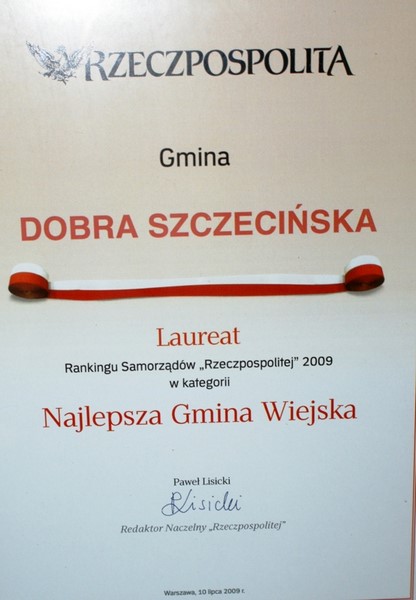 RZECZPOSPOLITA
Gmina
DOBRA SZCZECIŃSKA
Laureat
Rankingu Samorządów „Rzeczpospolitej” 2009
w kategorii
Najlepsza Gmina Wiejska
Paweł Lisicki
PLisicki
Redaktor Naczelny „Rzeczpospolitej”
Warszawa, 10 lipca 2009 r.